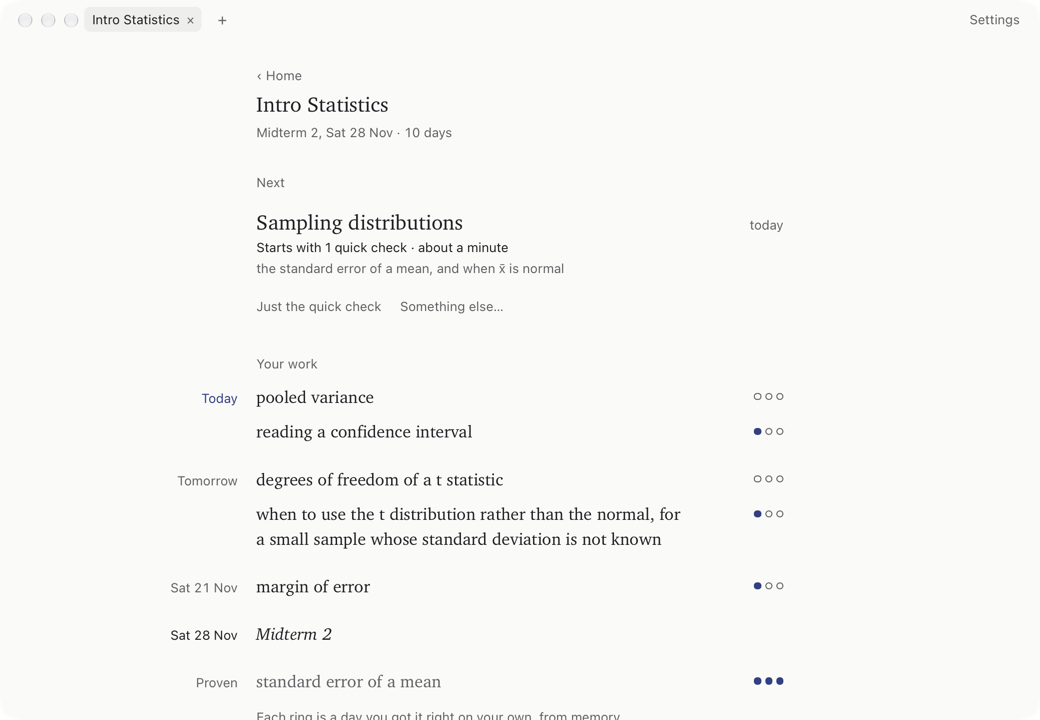 Intro Statistics × + Settings
‹ Home
Intro Statistics
Midterm 2, Sat 28 Nov · 10 days
Next
Sampling distributions today
Starts with 1 quick check · about a minute
the standard error of a mean, and when x̄ is normal
Just the quick check Something else...
Your work
Today pooled variance
reading a confidence interval
Tomorrow degrees of freedom of a t statistic
when to use the t distribution rather than the normal, for
a small sample whose standard deviation is not known
Sat 21 Nov margin of error
Sat 28 Nov Midterm 2
Proven standard error of a mean
Each ring is a day you got it right on your own, from memory